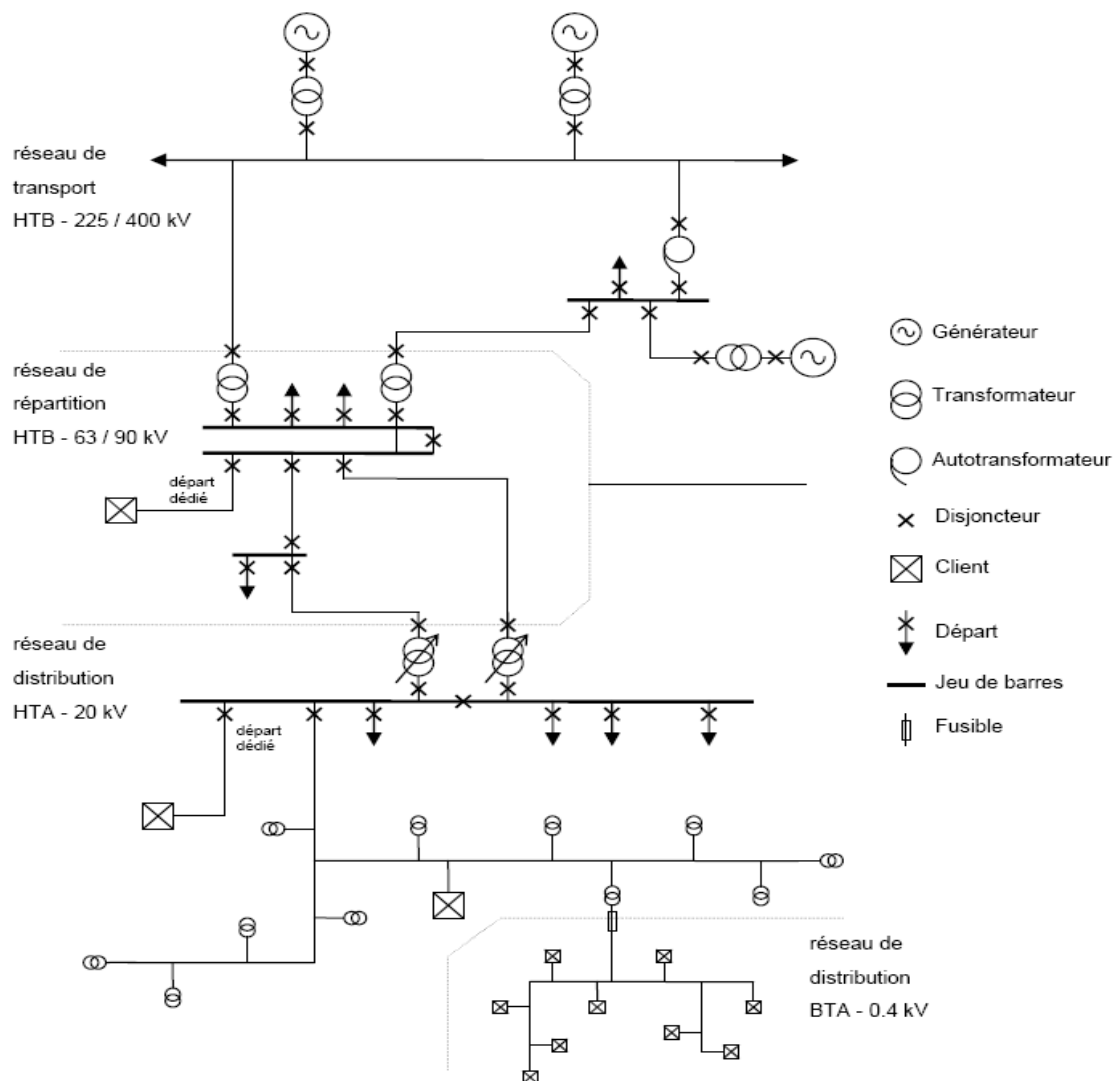 réseau de
transport
HTB - 225 / 400 kV
réseau de
répartition
HTB - 63 / 90 kV
départ
dédié
réseau de
distribution
HTA - 20 kV
départ
dédié
réseau de
distribution
BTA - 0.4 kV
Générateur
Transformateur
Autotransformateur
Disjoncteur
Client
Départ
Jeu de barres
Fusible